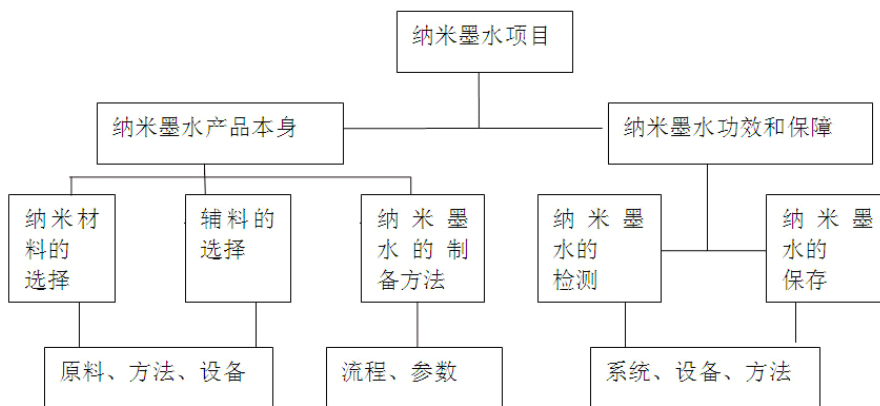 纳米墨水项目
纳米墨水产品本身
纳米墨水功效和保障
纳米材
料的
选择
辅料的
选择
纳米墨
水的制
备方法
纳米墨
水的
检测
纳米墨
水的
保存
原料、方法、设备
流程、参数
系统、设备、方法